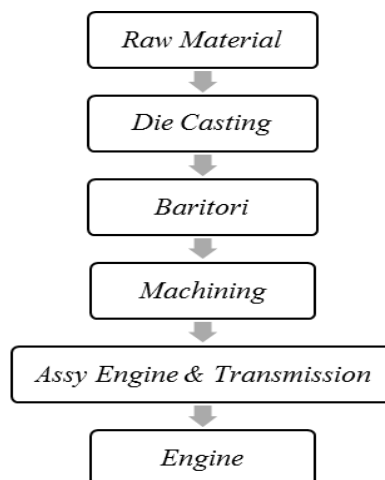 Raw Material
Die Casting
Baritori
Machining
Assy Engine & Transmission
Engine